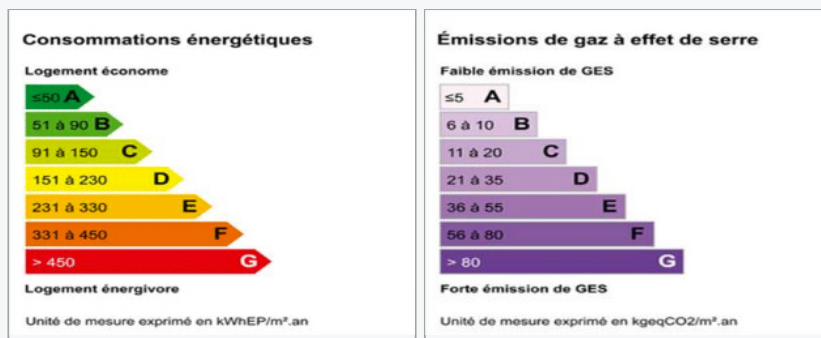 Consommations énergétiques
Logement économe
≤50 A
51 à 90 B
91 à 150 C
151 à 230 D
231 à 330 E
331 à 450 F
> 450 G
Logement énergivore
Unité de mesure exprimé en kWhEP/m².an
Émissions de gaz à effet de serre
Faible émission de GES
≤5 A
6 à 10 B
11 à 20 C
21 à 35 D
36 à 55 E
56 à 80 F
> 80 G
Forte émission de GES
Unité de mesure exprimé en kgeqCO2/m².an